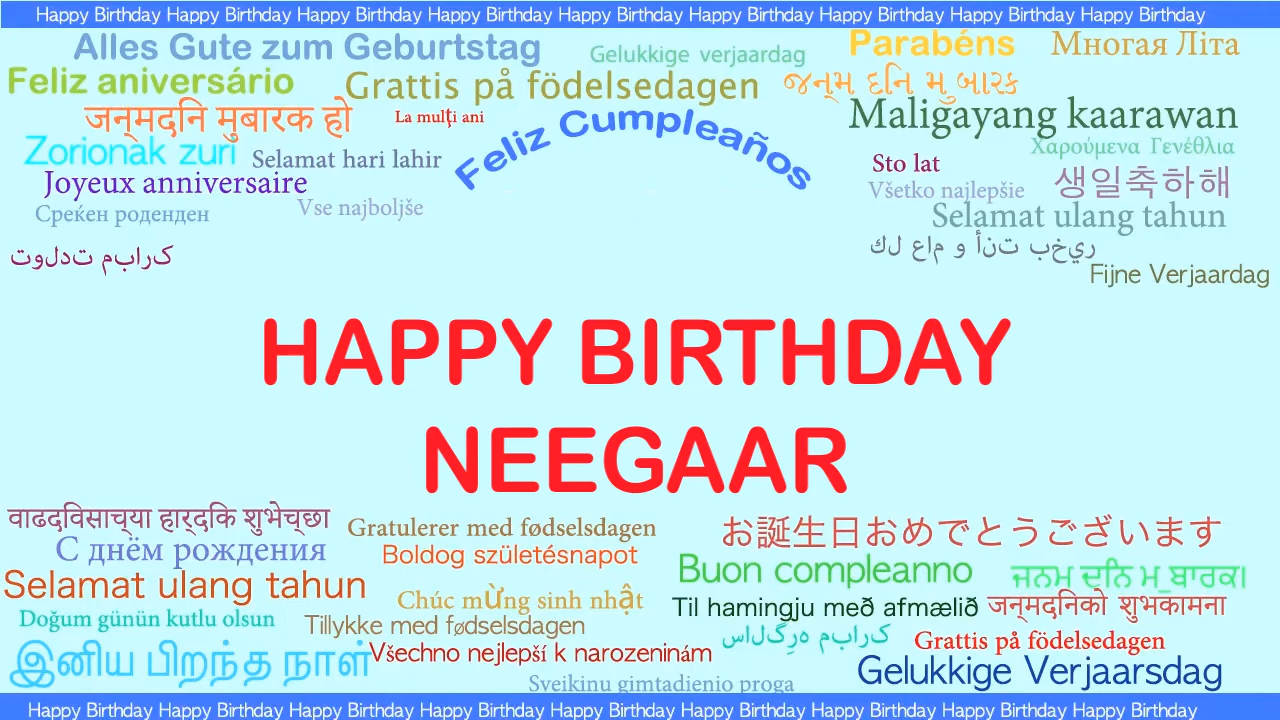 Happy Birthday Happy Birthday Happy Birthday Happy Birthday Happy Birthday Happy Birthday Happy Birthday Happy Birthday Happy Birthday
Alles Gute zum Geburtstag
Gelukkige verjaardag
Parabéns
Многая Літа
Feliz aniversário
Grattis på födelsedagen
જન્મ દનિ મુ બારક
जन्मदनि मुबारक हो
La mulţi ani
Feliz Cumpleaños
Maligayang kaarawan
Zorionak zuri
Selamat hari lahir
Χαρούμενα Γενέθλια
Sto lat
Joyeux anniversaire
Všetko najlepšie
생일축하해
Среќен роденден
Vse najboljše
Selamat ulang tahun
تولدت مبارک
كل عام و أنت بخير
Fijne Verjaardag
HAPPY BIRTHDAY
NEEGAAR
वाढदविसाच्या हार्दकि शुभेच्छा
Gratulerer med fødselsdagen
お誕生日おめでとうございます
С днём рождения
Boldog születésnapot
Buon compleanno
ਜਨਮ ਦਨਿ ਮੁਬਾਰਕ।
Selamat ulang tahun
Chúc mừng sinh nhật
Til hamingju með afmælið
जन्मदनिको शुभकामना
Doğum günün kutlu olsun
Tillykke med fødselsdagen
سالگرہ مبارک
Grattis på födelsedagen
இனிய பிறந்த நாள்
Všechno nejlepší k narozeninám
Gelukkige Verjaarsdag
Sveikinu gimtadienio proga
Happy Birthday Happy Birthday Happy Birthday Happy Birthday Happy Birthday Happy Birthday Happy Birthday Happy Birthday Happy Birthday